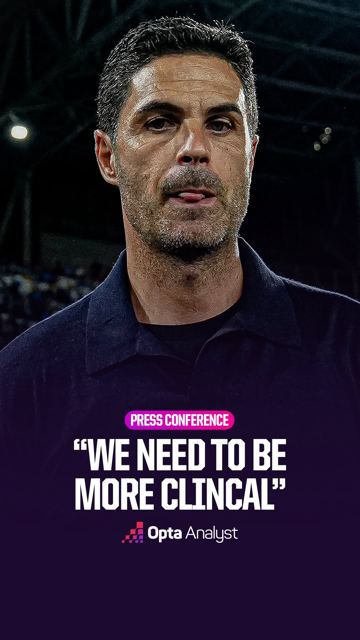 PRESS CONFERENCE
“WE NEED TO BE
MORE CLINCAL”
Opta Analyst